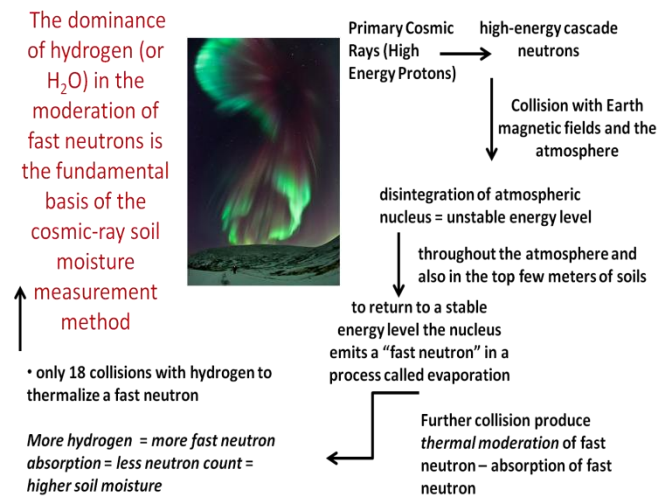 The dominance
of hydrogen (or
H₂O) in the
moderation of
fast neutrons is
the fundamental
basis of the
cosmic-ray soil
moisture
measurement
method
Primary Cosmic
Rays (High
Energy Protons)
high-energy cascade
neutrons
Collision with Earth
magnetic fields and the
atmosphere
disintegration of atmospheric
nucleus = unstable energy level
throughout the atmosphere and
also in the top few meters of soils
to return to a stable
energy level the nucleus
emits a “fast neutron” in a
process called evaporation
Further collision produce
thermal moderation of fast
neutron – absorption of fast
neutron
• only 18 collisions with hydrogen to
thermalize a fast neutron
More hydrogen = more fast neutron
absorption = less neutron count =
higher soil moisture